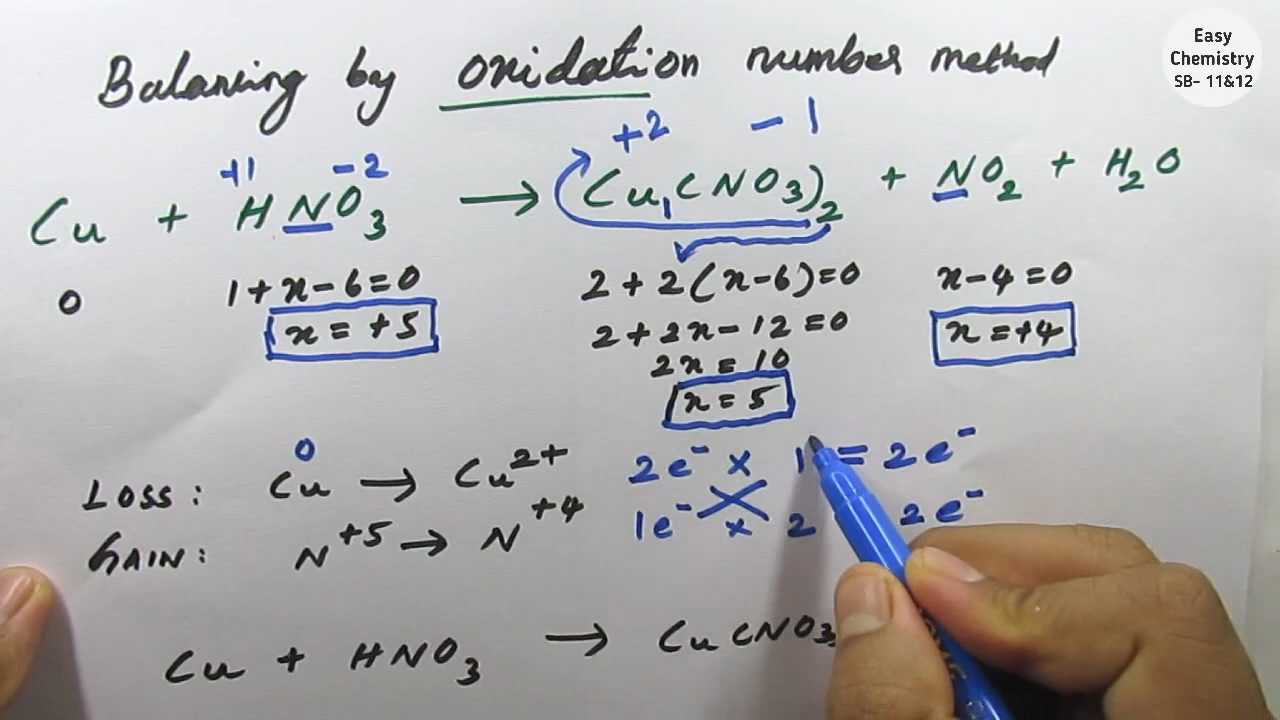 Balancing by oxidation number method
Easy
Chemistry
SB- 11&12
+1 -2 +2 -1
Cu + HNO3 → Cu1(NO3)2 + NO2 + H2O
0 1+x-6=0 2+2(x-6)=0 x-4=0
x=+5 2+2x-12=0 x=+4
2x=10
x=5
0
LOSS: Cu → Cu2+ 2e- x 1 = 2e-
GAIN: N+5 → N+4 1e- x 2 2e-
Cu + HNO3 → Cu(NO3